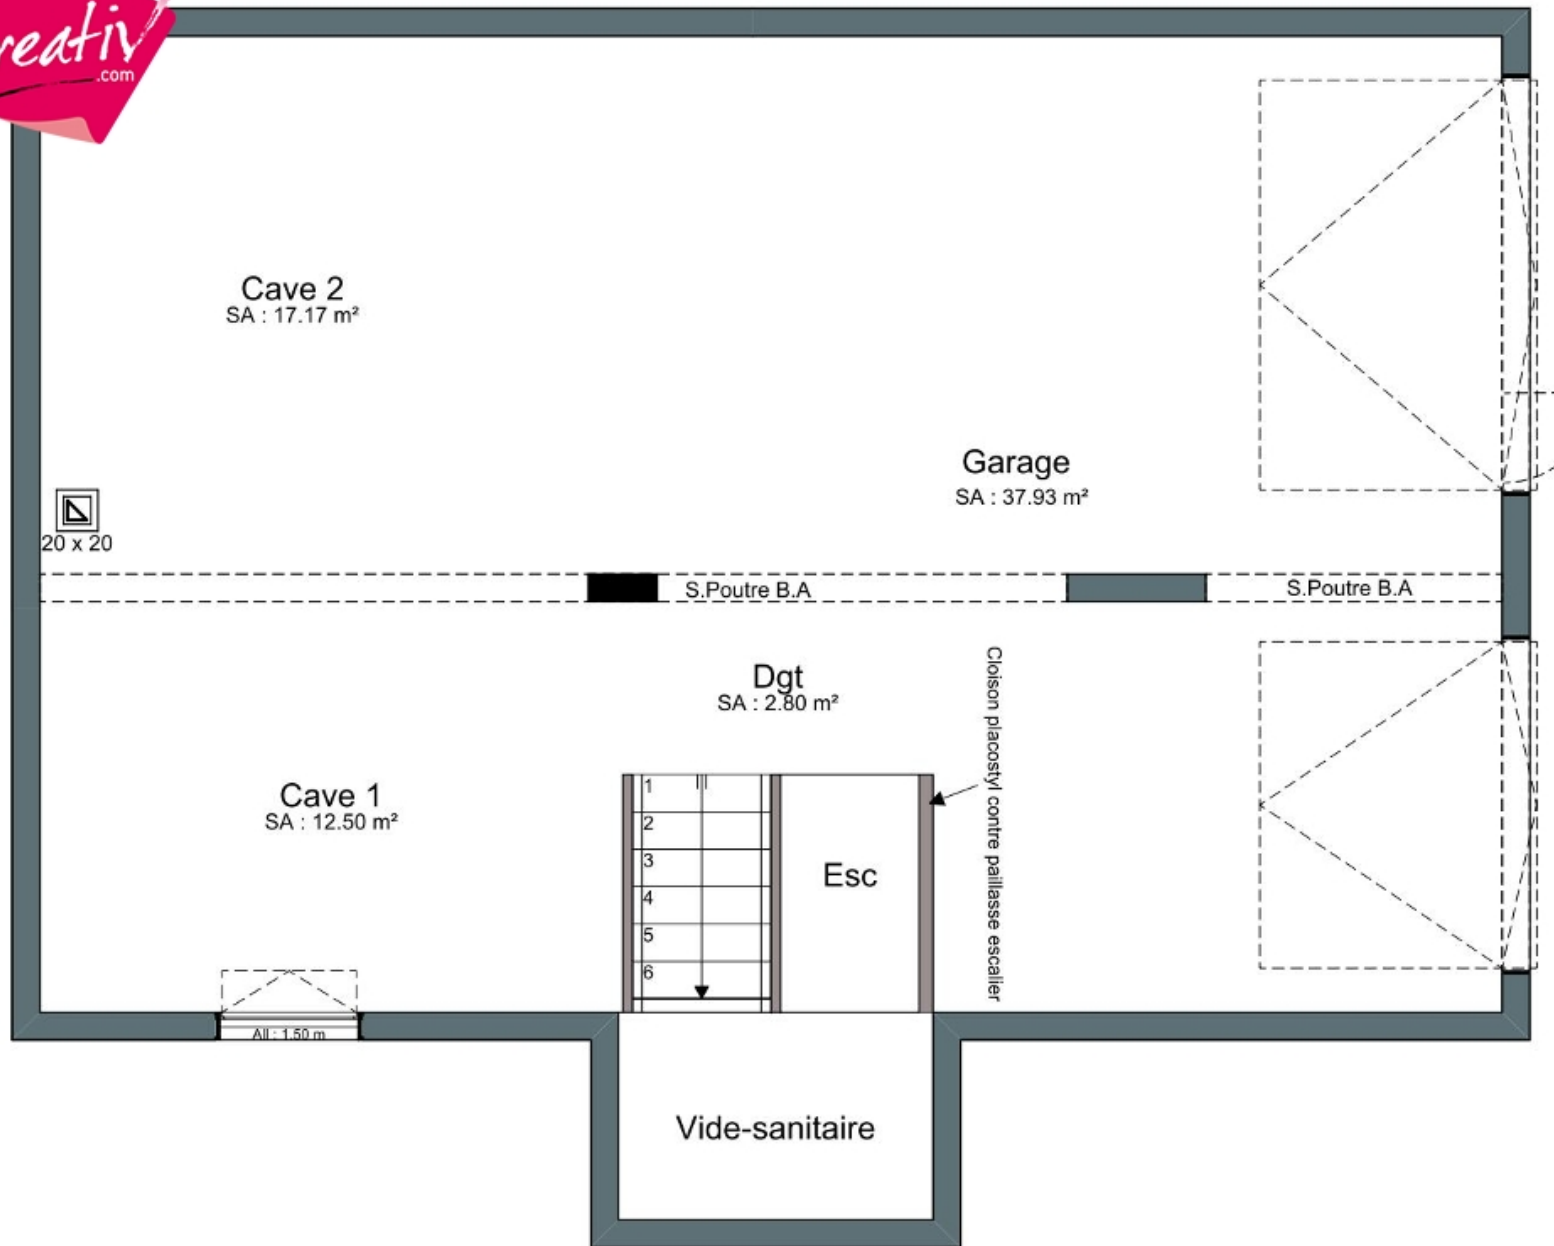 reativ
.com
Cave 2
SA : 17.17 m²
Garage
SA : 37.93 m²
20 x 20
S.Poutre B.A
S.Poutre B.A
Dgt
SA : 2.80 m²
Cloison placostyl contre paillasse escalier
Cave 1
SA : 12.50 m²
1
2
3
4
5
6
Esc
All : 1.50 m
Vide-sanitaire